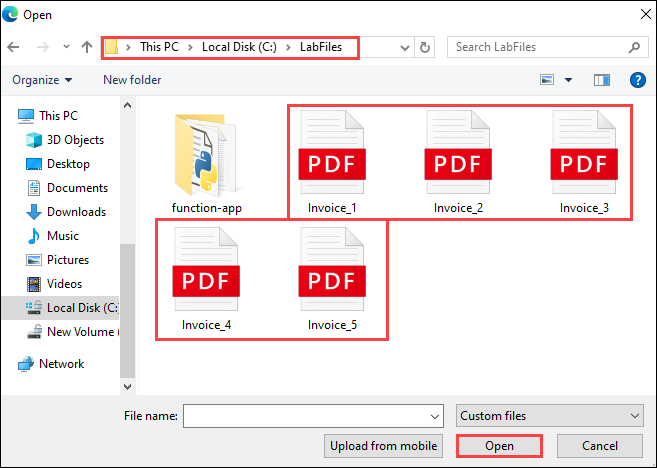 Open
This PC > Local Disk (C:) > LabFiles
Search LabFiles
Organize
New folder
?
This PC
3D Objects
Desktop
Documents
Downloads
Music
Pictures
Videos
Local Disk (C:
New Volume (
Network
function-app
PDF
Invoice_1
PDF
Invoice_2
PDF
Invoice_3
PDF
Invoice_4
PDF
Invoice_5
File name:
Custom files
Upload from mobile
Open
Cancel